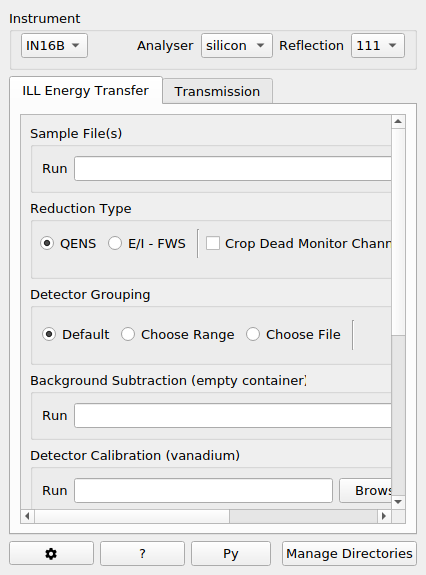 Instrument
IN16B Analyser silicon Reflection 111
ILL Energy Transfer Transmission
Sample File(s)
Run
Reduction Type
QENS E/I - FWS Crop Dead Monitor Chann
Detector Grouping
Default Choose Range Choose File
Background Subtraction (empty container)
Run
Detector Calibration (vanadium)
Run Brows
? Py Manage Directories